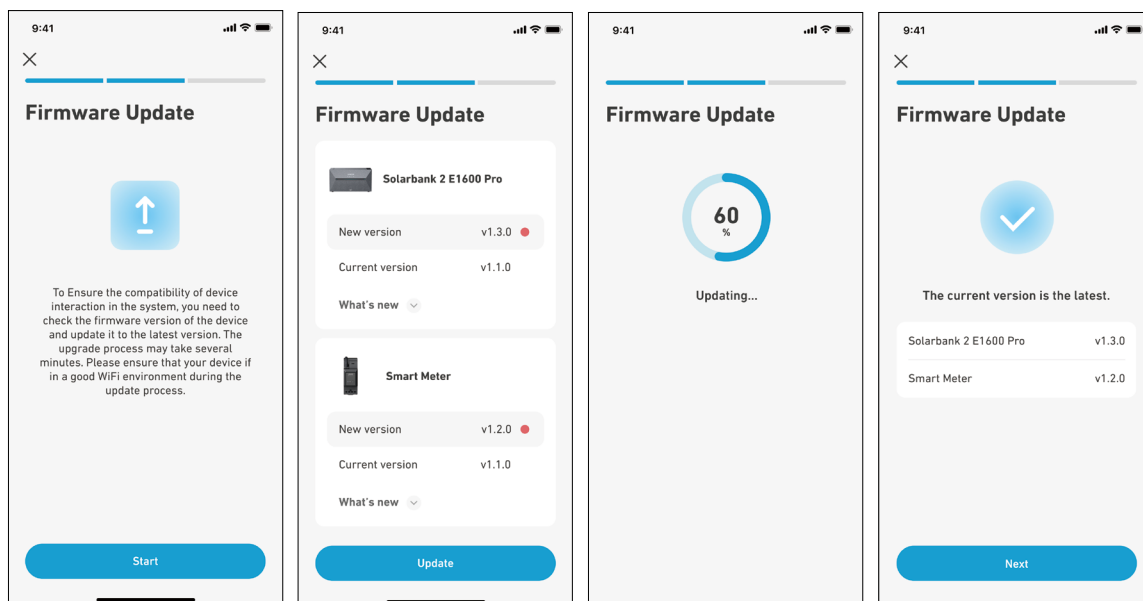 9:41
Firmware Update
To Ensure the compatibility of device
interaction in the system, you need to
check the firmware version of the device
and update it to the latest version. The
upgrade process may take several
minutes. Please ensure that your device if
in a good WiFi environment during the
update process.
Start
9:41
Firmware Update
Solarbank 2 E1600 Pro
New version v1.3.0
Current version v1.1.0
What's new
Smart Meter
New version v1.2.0
Current version v1.1.0
What's new
Update
9:41
Firmware Update
60
%
Updating...
9:41
Firmware Update
The current version is the latest.
Solarbank 2 E1600 Pro v1.3.0
Smart Meter v1.2.0
Next